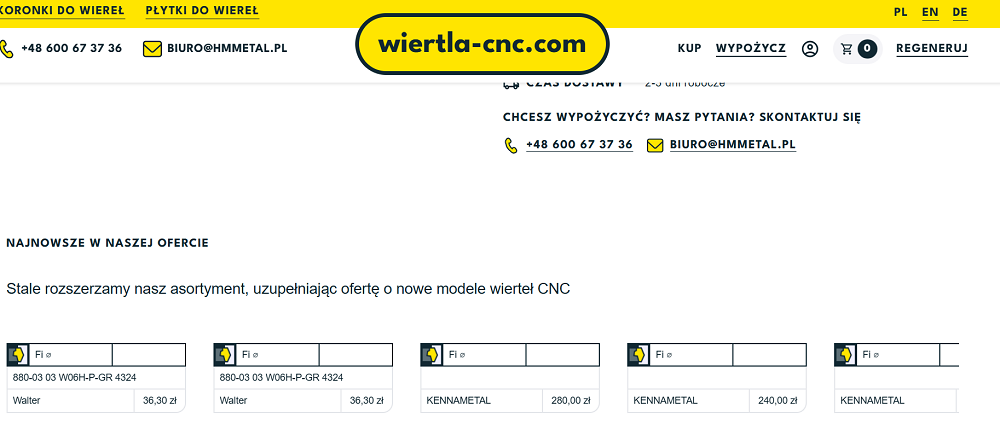 KORONKI DO WIEREŁ PŁYTKI DO WIEREŁ PL EN DE
+48 600 67 37 36 BIURO@HMMETAL.PL wiertla-cnc.com KUP WYPOŻYCZ 0 REGENERUJ
CZAS DOSTAWY 2-3 dni robocze
CHCESZ WYPOŻYCZYĆ? MASZ PYTANIA? SKONTAKTUJ SIĘ
+48 600 67 37 36 BIURO@HMMETAL.PL
NAJNOWSZE W NASZEJ OFERCIE
Stale rozszerzamy nasz asortyment, uzupełniając ofertę o nowe modele wierteł CNC
Fi ⌀ Fi ⌀ Fi ⌀ Fi ⌀ Fi ⌀
880-03 03 W06H-P-GR 4324 880-03 03 W06H-P-GR 4324
Walter 36,30 zł Walter 36,30 zł KENNAMETAL 280,00 zł KENNAMETAL 240,00 zł KENNAMETAL